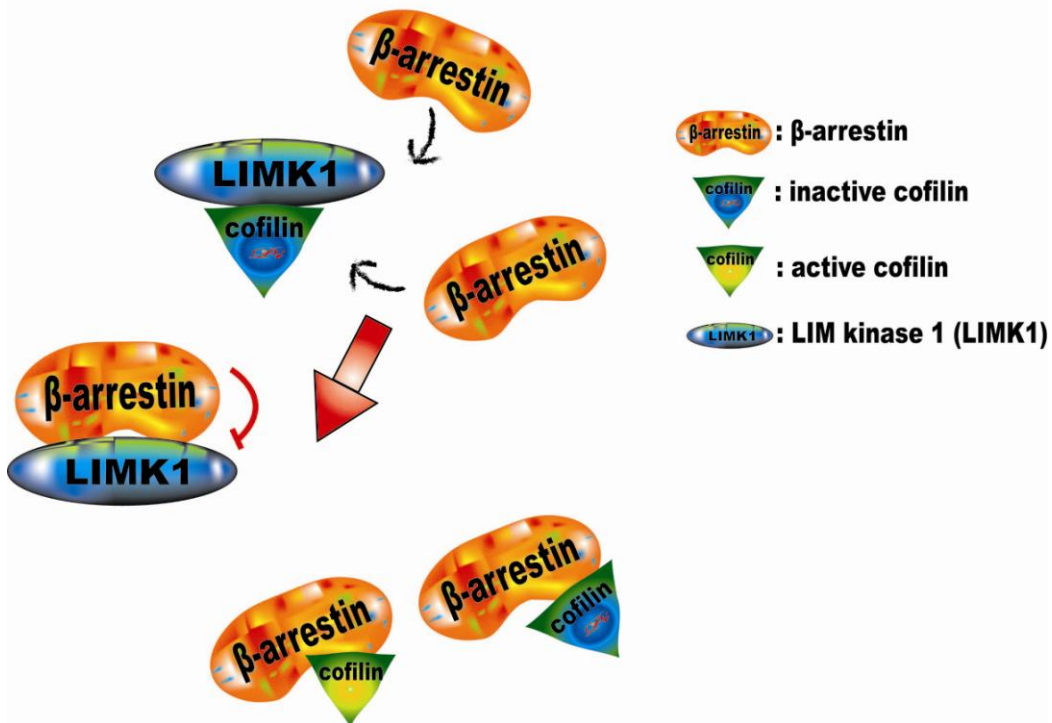 β-arrestin
LIMK1
cofilin
β-arrestin
β-arrestin
LIMK1
β-arrestin
cofilin
β-arrestin
cofilin
β-arrestin : β-arrestin
cofilin : inactive cofilin
cofilin : active cofilin
LIMK1 : LIM kinase 1 (LIMK1)